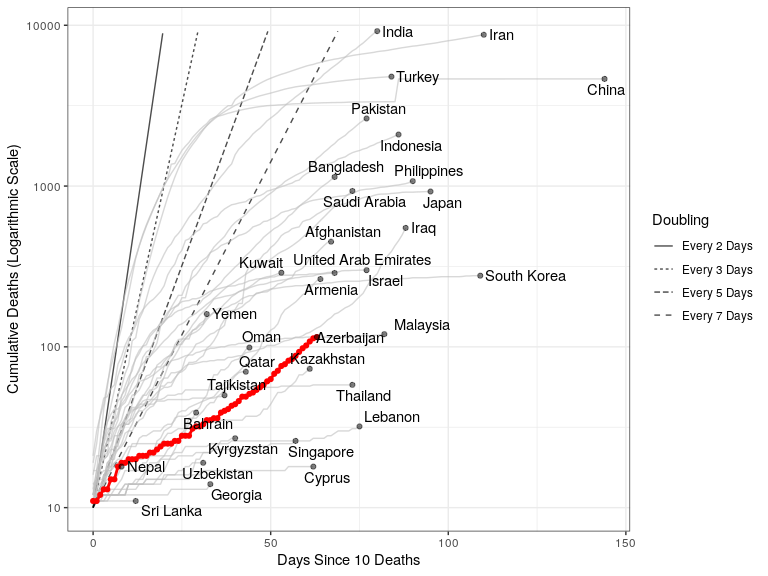 10000
1000
100
10
Cumulative Deaths (Logarithmic Scale)
India
Iran
Turkey
China
Pakistan
Indonesia
Bangladesh
Philippines
Saudi Arabia
Japan
Afghanistan
Iraq
Kuwait
United Arab Emirates
Armenia
Israel
South Korea
Yemen
Malaysia
Oman
Azerbaijan
Qatar
Kazakhstan
Tajikistan
Thailand
Bahrain
Lebanon
Kyrgyzstan
Singapore
Nepal
Uzbekistan
Cyprus
Georgia
Sri Lanka
0
50
100
150
Days Since 10 Deaths
Doubling
Every 2 Days
Every 3 Days
Every 5 Days
Every 7 Days